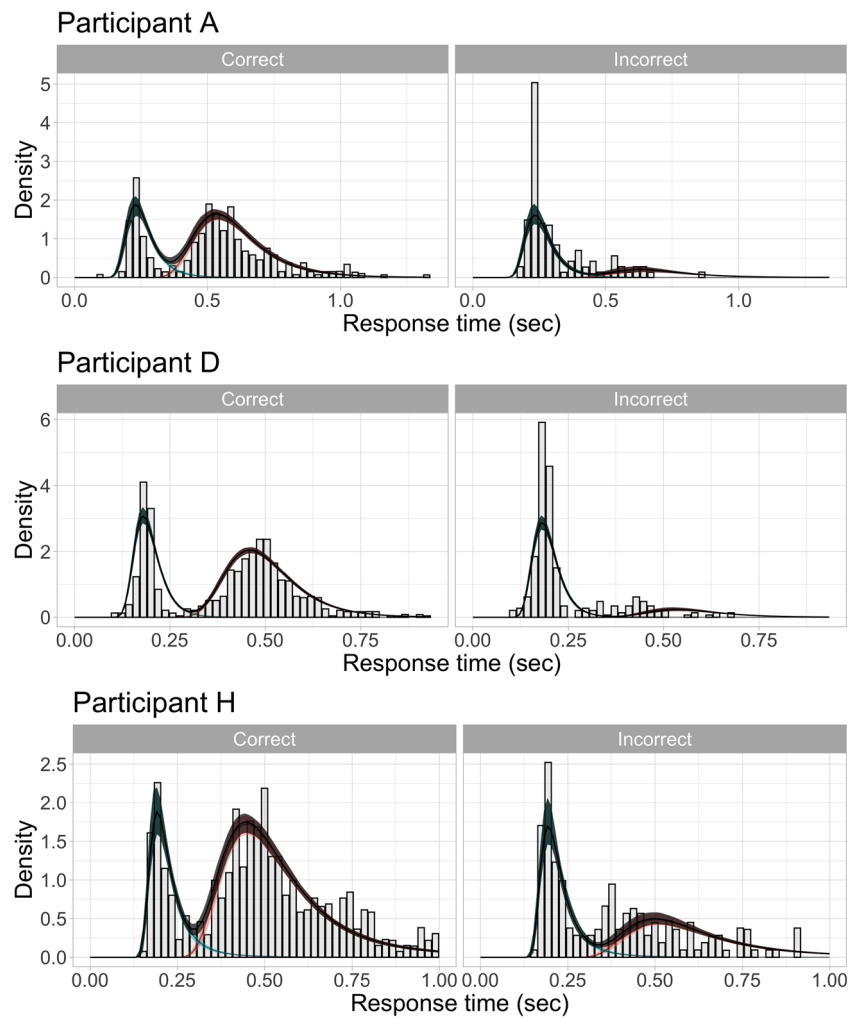 Participant A
Correct Incorrect
5
4
3
2
1
0
Density
0.0 0.5 1.0 0.0 0.5 1.0
Response time (sec)
Participant D
Correct Incorrect
6
4
2
0
Density
0.00 0.25 0.50 0.75 0.00 0.25 0.50 0.75
Response time (sec)
Participant H
Correct Incorrect
2.5
2.0
1.5
1.0
0.5
0.0
Density
0.00 0.25 0.50 0.75 1.00 0.00 0.25 0.50 0.75 1.00
Response time (sec)